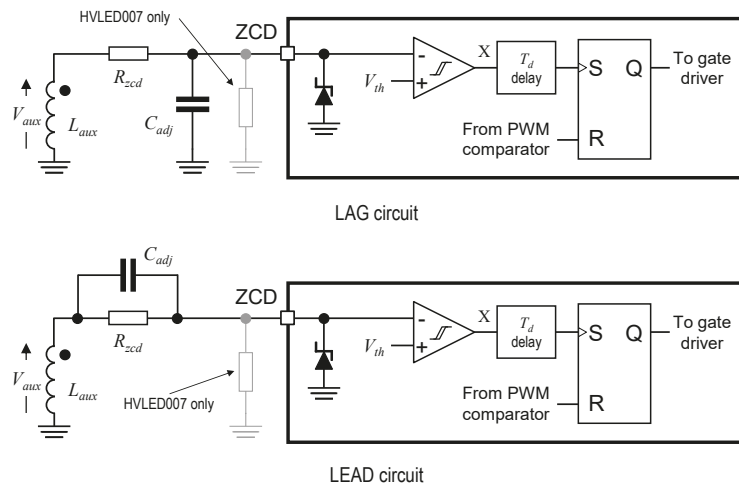 HVLED007 only
ZCD
X
Td
delay
S
Q
To gate
driver
Rzcd
Vth
Vaux
Laux
Cadj
From PWM
comparator
R
LAG circuit
Cadj
ZCD
X
Td
delay
S
Q
To gate
driver
Rzcd
Vth
Vaux
Laux
HVLED007 only
From PWM
comparator
R
LEAD circuit